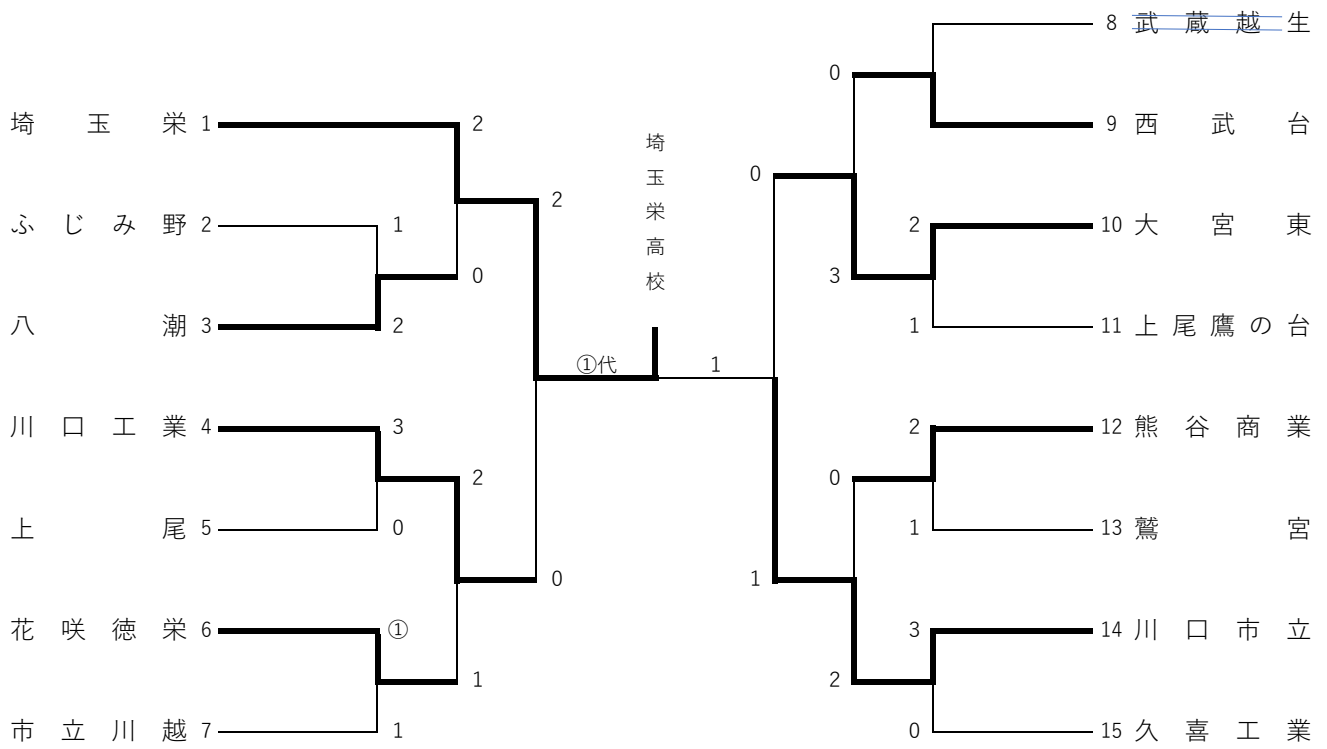 埼玉栄 1
ふじみ野 2
八潮 3
川口工業 4
上尾 5
花咲徳栄 6
市立川越 7
2
1
0
2
3
2
0
①
1
1
2
0
①代
埼玉栄高校
1
0
1
0
3
0
2
2
1
2
1
3
0
8 武蔵越生
9 西武台
10 大宮東
11 上尾鷹の台
12 熊谷商業
13 鷲宮
14 川口市立
15 久喜工業